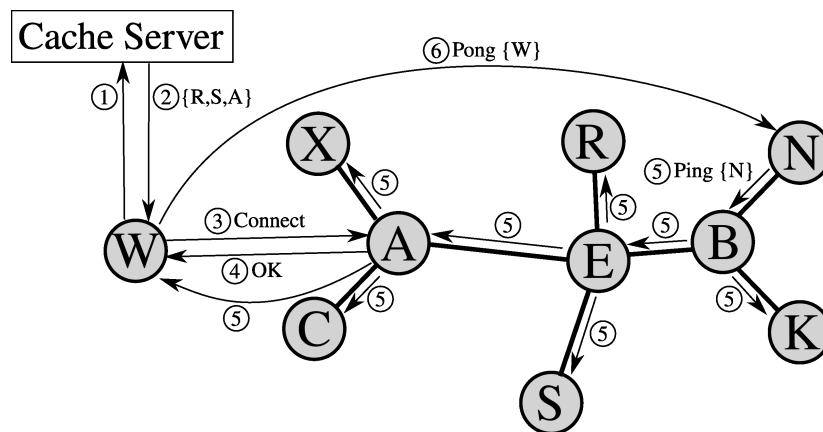 Cache Server
⑥ Pong {W}
① ② {R,S,A}
X
R
N
⑤ Ping {N}
⑤
⑤
③ Connect
⑤
⑤
W
A
E
B
④ OK
⑤
⑤
⑤
C
⑤
K
S